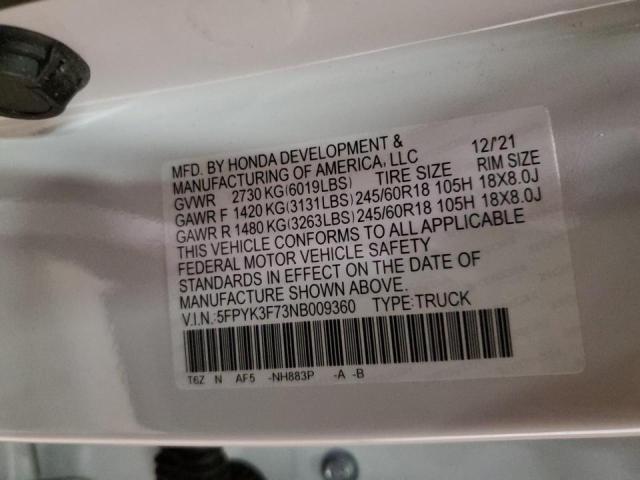 MFD. BY HONDA DEVELOPMENT & 12/'21
MANUFACTURING OF AMERICA, LLC
GVWR 2730 KG(6019LBS) TIRE SIZE RIM SIZE
GAWR F 1420 KG(3131LBS) 245/60R18 105H 18X8.0J
GAWR R 1480 KG(3263LBS) 245/60R18 105H 18X8.0J
THIS VEHICLE CONFORMS TO ALL APPLICABLE
FEDERAL MOTOR VEHICLE SAFETY
STANDARDS IN EFFECT ON THE DATE OF
MANUFACTURE SHOWN ABOVE.
V.I.N.:5FPYK3F73NB009360 TYPE:TRUCK
T6Z N AF5 -NH883P -A -B